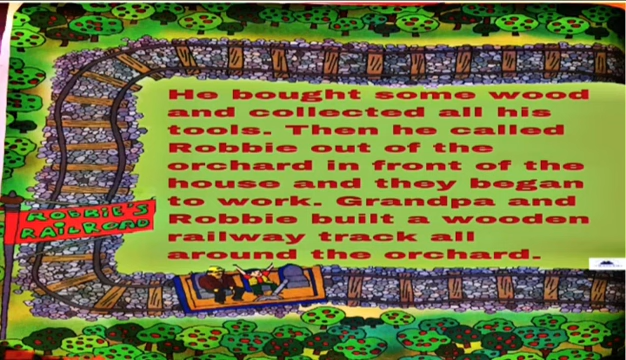 He bought some wood
and collected all his
tools. Then he called
Robbie out of the
orchard in front of the
house and they began
to work. Grandpa and
Robbie built a wooden
railway track all
around the orchard.
ROBBIE'S
RAILROAD